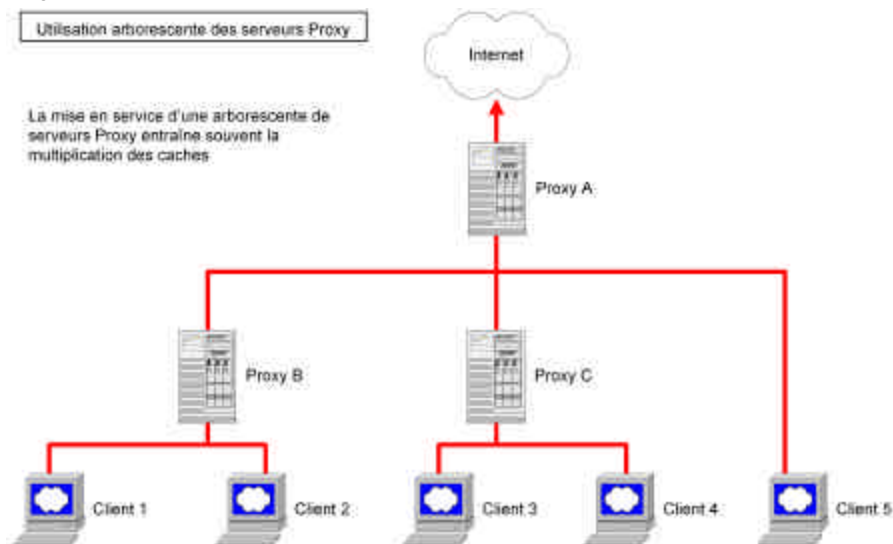 Utilisation arborescente des serveurs Proxy
Internet
La mise en service d'une arborescente de
serveurs Proxy entraîne souvent la
multiplication des caches
Proxy A
Proxy B
Proxy C
Client 1
Client 2
Client 3
Client 4
Client 5